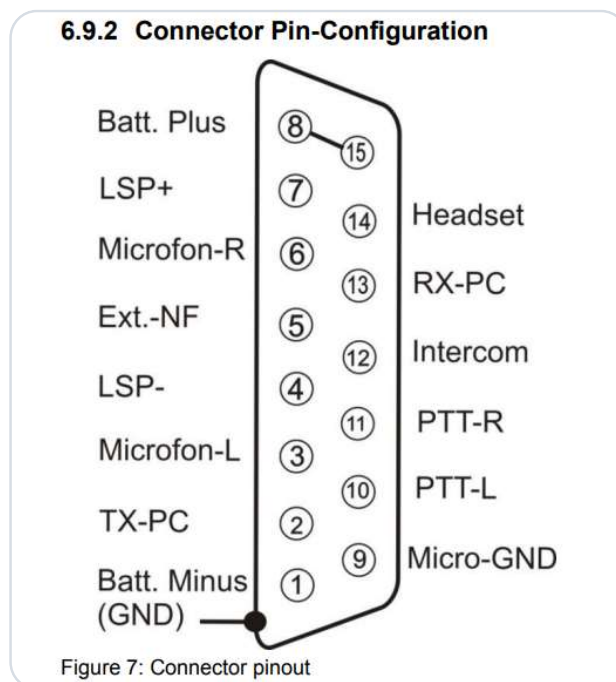 6.9.2 Connector Pin-Configuration
Batt. Plus
8
15
LSP+
7
14
Headset
Microfon-R
6
13
RX-PC
Ext.-NF
5
12
Intercom
LSP-
4
11
PTT-R
Microfon-L
3
10
PTT-L
TX-PC
2
9
Micro-GND
Batt. Minus
(GND)
1
Figure 7: Connector pinout